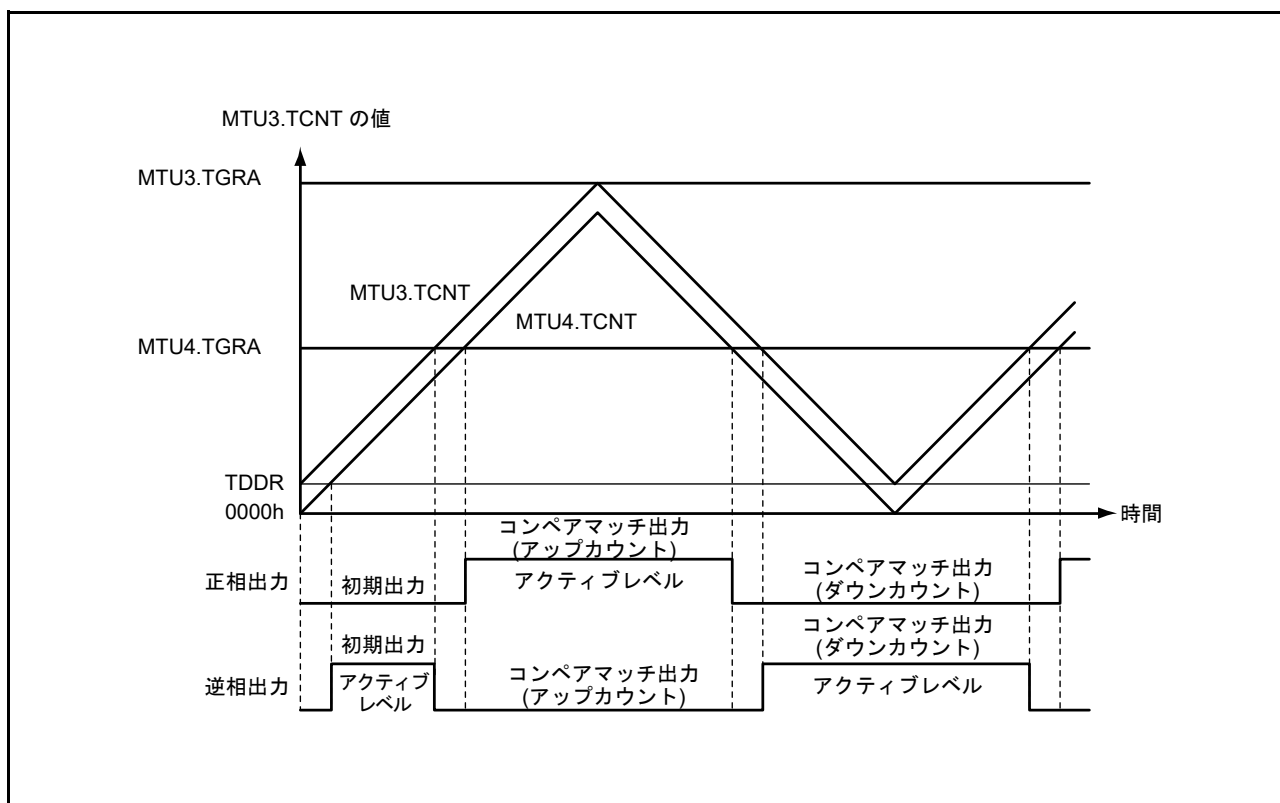 MTU3.TCNT の値
MTU3.TGRA
MTU3.TCNT
MTU4.TCNT
MTU4.TGRA
TDDR
0000h
時間
コンペアマッチ出力
(アップカウント)
正相出力
初期出力
アクティブレベル
コンペアマッチ出力
(ダウンカウント)
初期出力
コンペアマッチ出力
(ダウンカウント)
逆相出力
アクティブ
レベル
コンペアマッチ出力
(アップカウント)
アクティブレベル